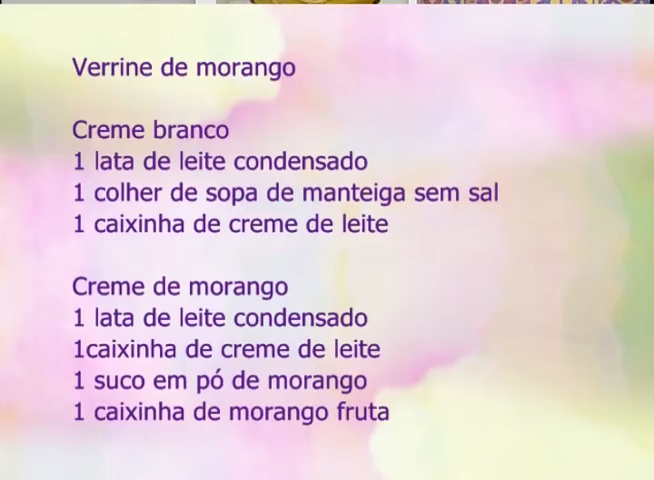 Verrine de morango
Creme branco
1 lata de leite condensado
1 colher de sopa de manteiga sem sal
1 caixinha de creme de leite
Creme de morango
1 lata de leite condensado
1caixinha de creme de leite
1 suco em pó de morango
1 caixinha de morango fruta